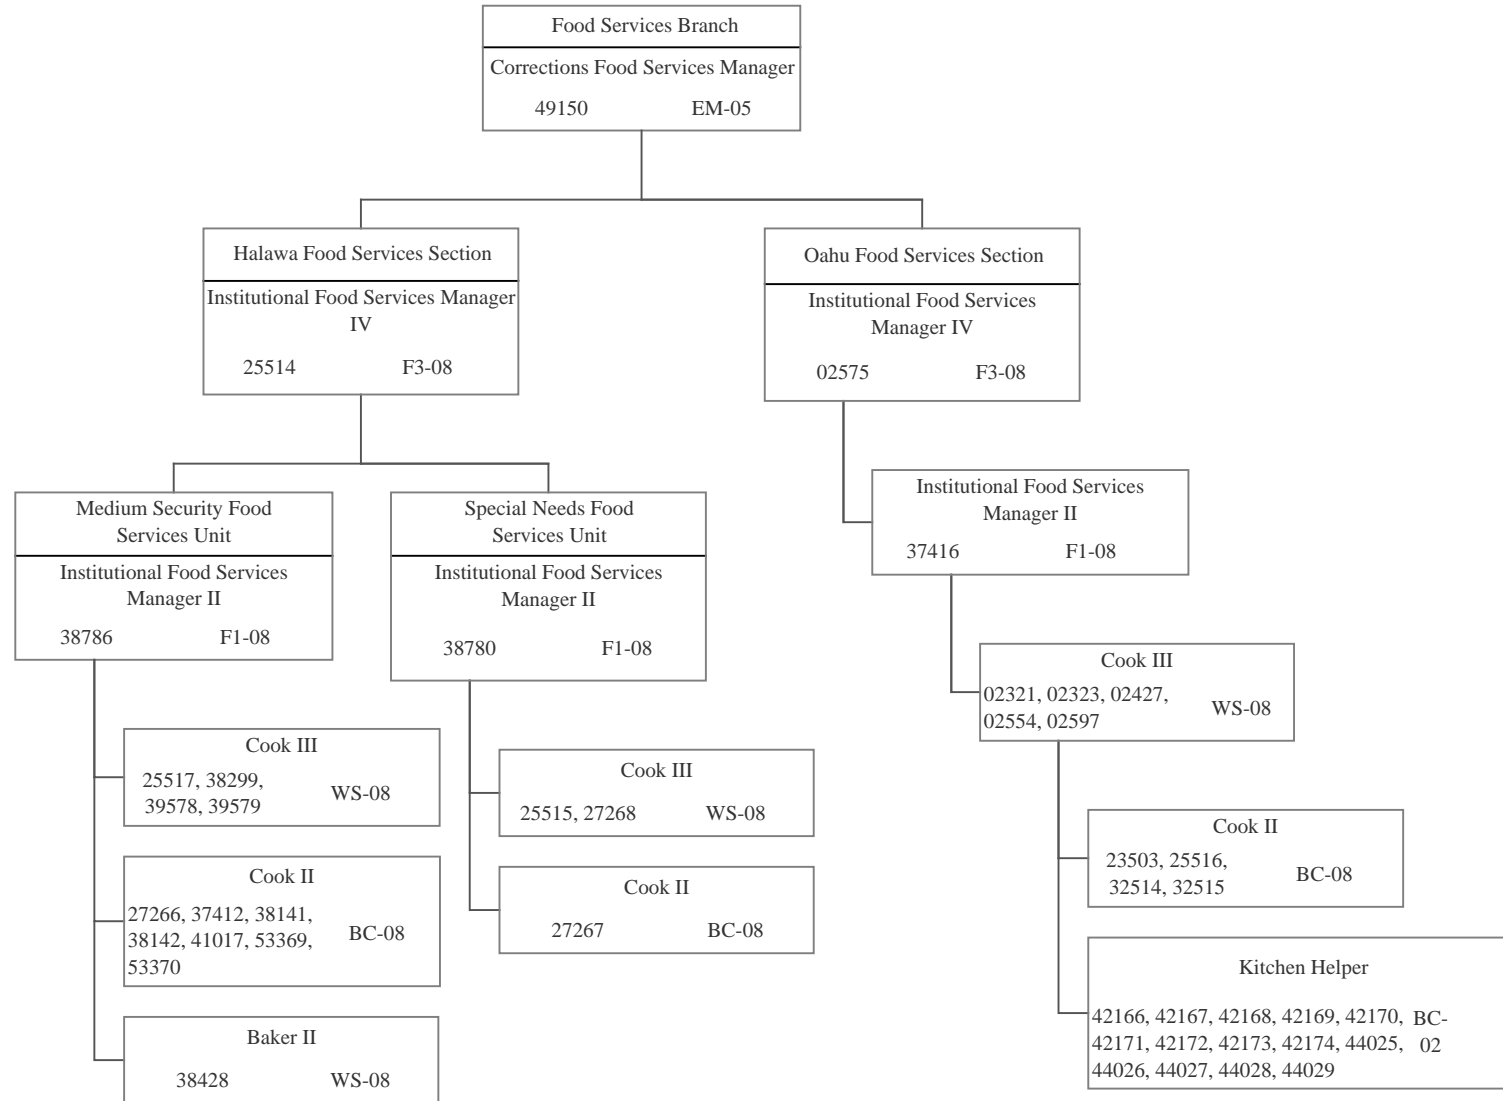 Food Services Branch
Corrections Food Services Manager
49150 EM-05
Halawa Food Services Section
Institutional Food Services Manager
IV
25514 F3-08
Oahu Food Services Section
Institutional Food Services
Manager IV
02575 F3-08
Medium Security Food
Services Unit
Institutional Food Services
Manager II
38786 F1-08
Special Needs Food
Services Unit
Institutional Food Services
Manager II
38780 F1-08
Institutional Food Services
Manager II
37416 F1-08
Cook III
25517, 38299,
39578, 39579
WS-08
Cook II
27266, 37412, 38141,
38142, 41017, 53369,
53370
BC-08
Baker II
38428 WS-08
Cook III
25515, 27268 WS-08
Cook II
27267 BC-08
Cook III
02321, 02323, 02427,
02554, 02597
WS-08
Cook II
23503, 25516,
32514, 32515
BC-08
Kitchen Helper
42166, 42167, 42168, 42169, 42170,
42171, 42172, 42173, 42174, 44025,
44026, 44027, 44028, 44029
BC-
02